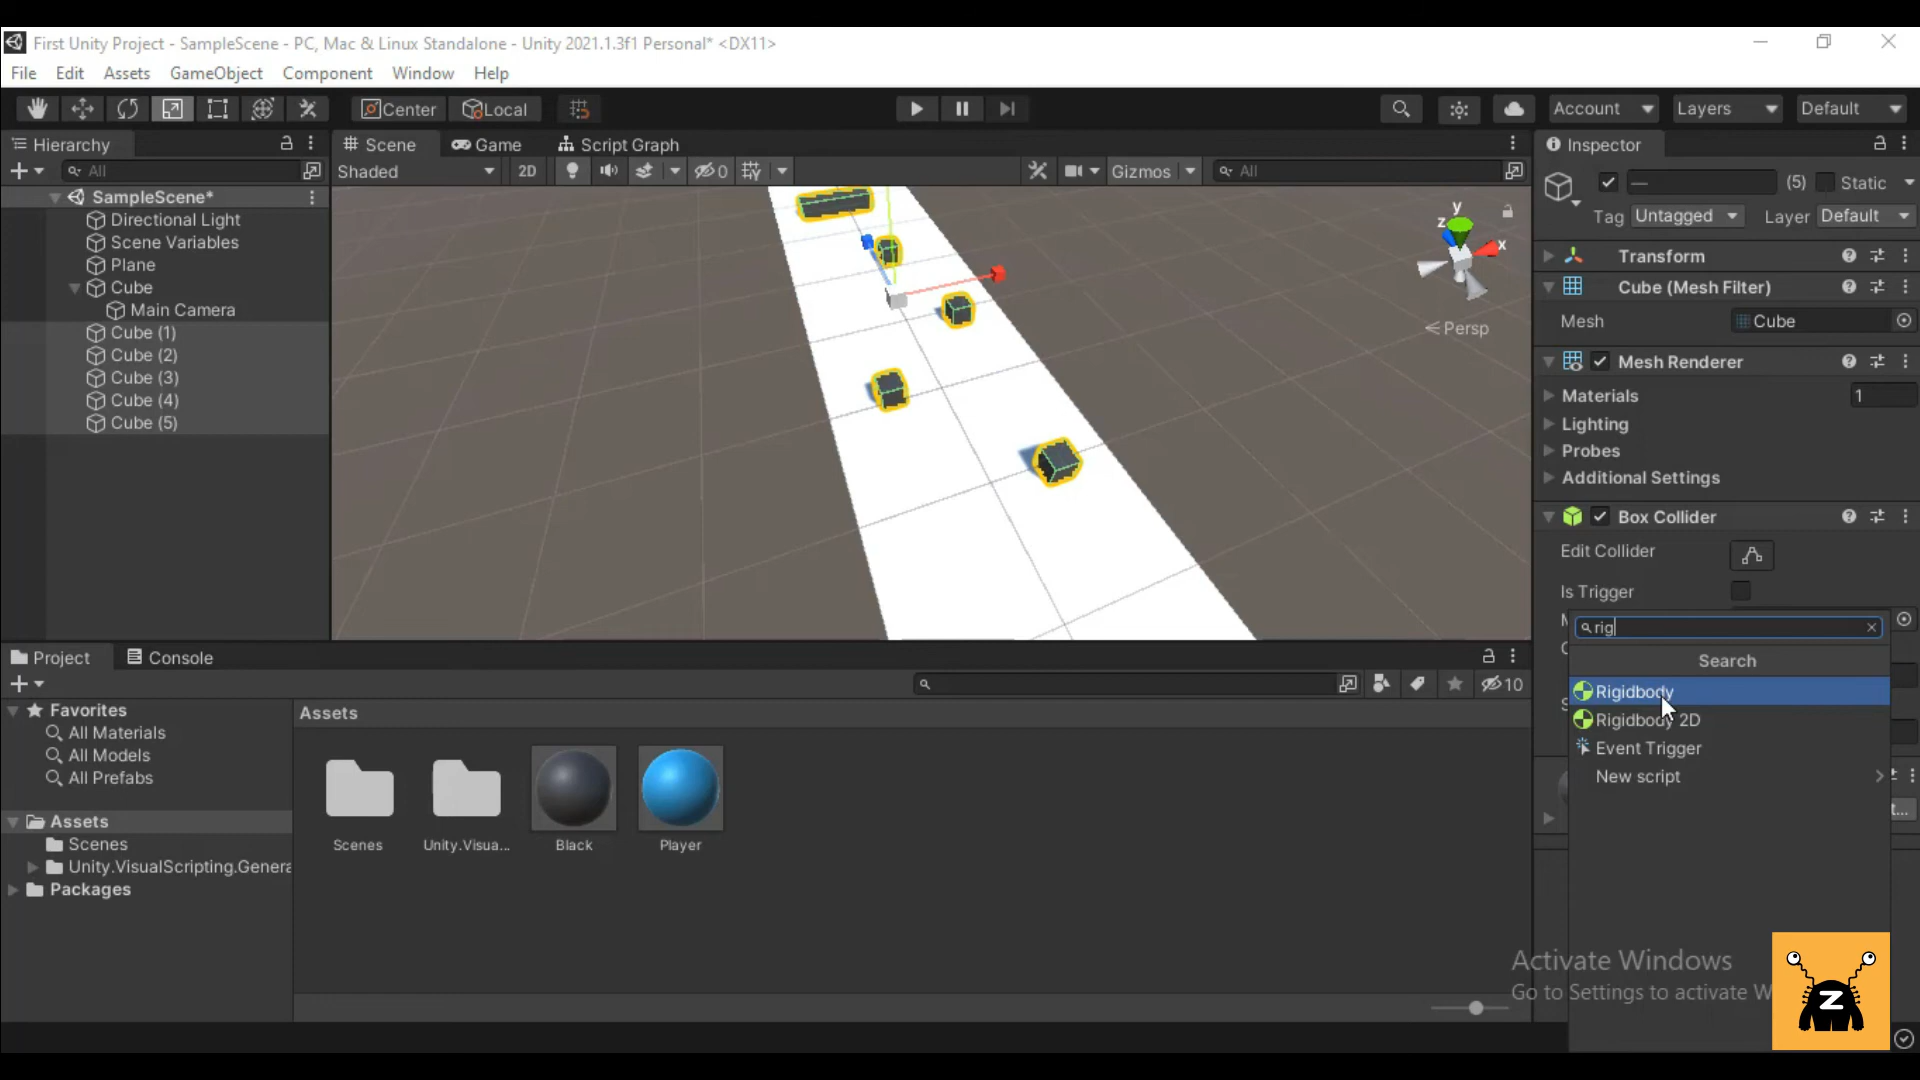 First Unity Project - SampleScene - PC, Mac & Linux Standalone - Unity 2021.1.3f1 Personal* <DX11>
File Edit Assets GameObject Component Window Help
Center Local Account Layers Default
Hierarchy Scene Game Script Graph Inspector
All Shaded 2D 0 Gizmos All (5) Static
Tag Untagged Layer Default
SampleScene*
Directional Light
Scene Variables
Plane
Cube
Main Camera
Cube (1)
Cube (2)
Cube (3)
Cube (4)
Cube (5)
y
z
x
Persp
Transform
Cube (Mesh Filter)
Mesh Cube
Mesh Renderer
Materials 1
Lighting
Probes
Additional Settings
Box Collider
Edit Collider
Is Trigger
rig
Search
Rigidbody
Rigidbody 2D
Event Trigger
New script
Project Console
10
Favorites
All Materials
All Models
All Prefabs
Assets
Scenes
Unity.VisualScripting.Genera
Packages
Assets
Scenes Unity.Visua... Black Player
Activate Windows
Go to Settings to activate W
Z